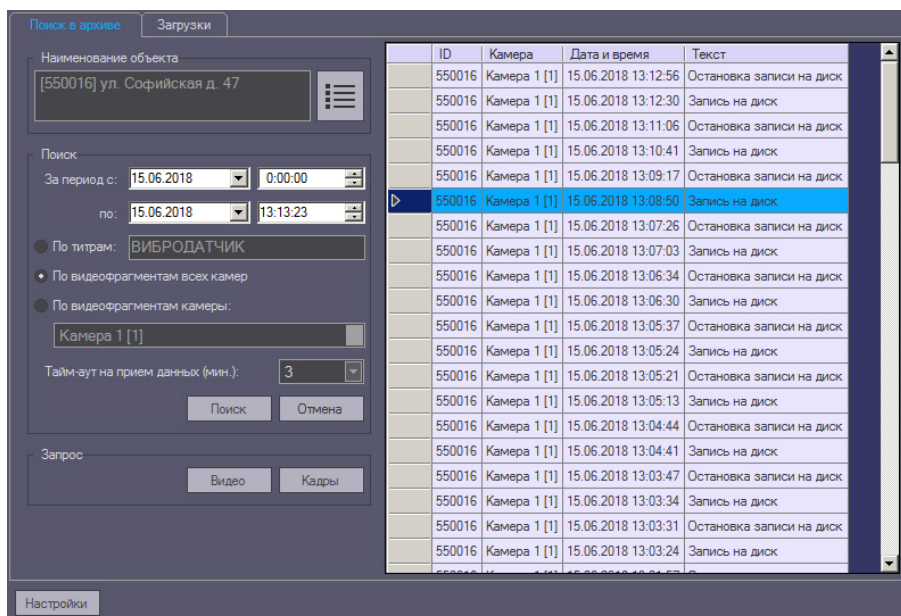 Поиск в архиве
Загрузки
Наименование объекта
[550016] ул. Софийская д. 47
Поиск
За период с: 15.06.2018 0:00:00
по: 15.06.2018 13:13:23
По титрам: ВИБРОДАТЧИК
По видеофрагментам всех камер
По видеофрагментам камеры:
Камера 1 [1]
Тайм-аут на прием данных (мин.): 3
Поиск Отмена
Запрос
Видео Кадры
ID Камера Дата и время Текст
550016 Камера 1 [1] 15.06.2018 13:12:56 Остановка записи на диск
550016 Камера 1 [1] 15.06.2018 13:12:30 Запись на диск
550016 Камера 1 [1] 15.06.2018 13:11:06 Остановка записи на диск
550016 Камера 1 [1] 15.06.2018 13:10:41 Запись на диск
550016 Камера 1 [1] 15.06.2018 13:09:17 Остановка записи на диск
550016 Камера 1 [1] 15.06.2018 13:08:50 Запись на диск
550016 Камера 1 [1] 15.06.2018 13:07:26 Остановка записи на диск
550016 Камера 1 [1] 15.06.2018 13:07:03 Запись на диск
550016 Камера 1 [1] 15.06.2018 13:06:34 Остановка записи на диск
550016 Камера 1 [1] 15.06.2018 13:06:30 Запись на диск
550016 Камера 1 [1] 15.06.2018 13:05:37 Остановка записи на диск
550016 Камера 1 [1] 15.06.2018 13:05:24 Запись на диск
550016 Камера 1 [1] 15.06.2018 13:05:21 Остановка записи на диск
550016 Камера 1 [1] 15.06.2018 13:05:13 Запись на диск
550016 Камера 1 [1] 15.06.2018 13:04:44 Остановка записи на диск
550016 Камера 1 [1] 15.06.2018 13:04:41 Запись на диск
550016 Камера 1 [1] 15.06.2018 13:03:47 Остановка записи на диск
550016 Камера 1 [1] 15.06.2018 13:03:34 Запись на диск
550016 Камера 1 [1] 15.06.2018 13:03:31 Остановка записи на диск
550016 Камера 1 [1] 15.06.2018 13:03:24 Запись на диск
Настройки